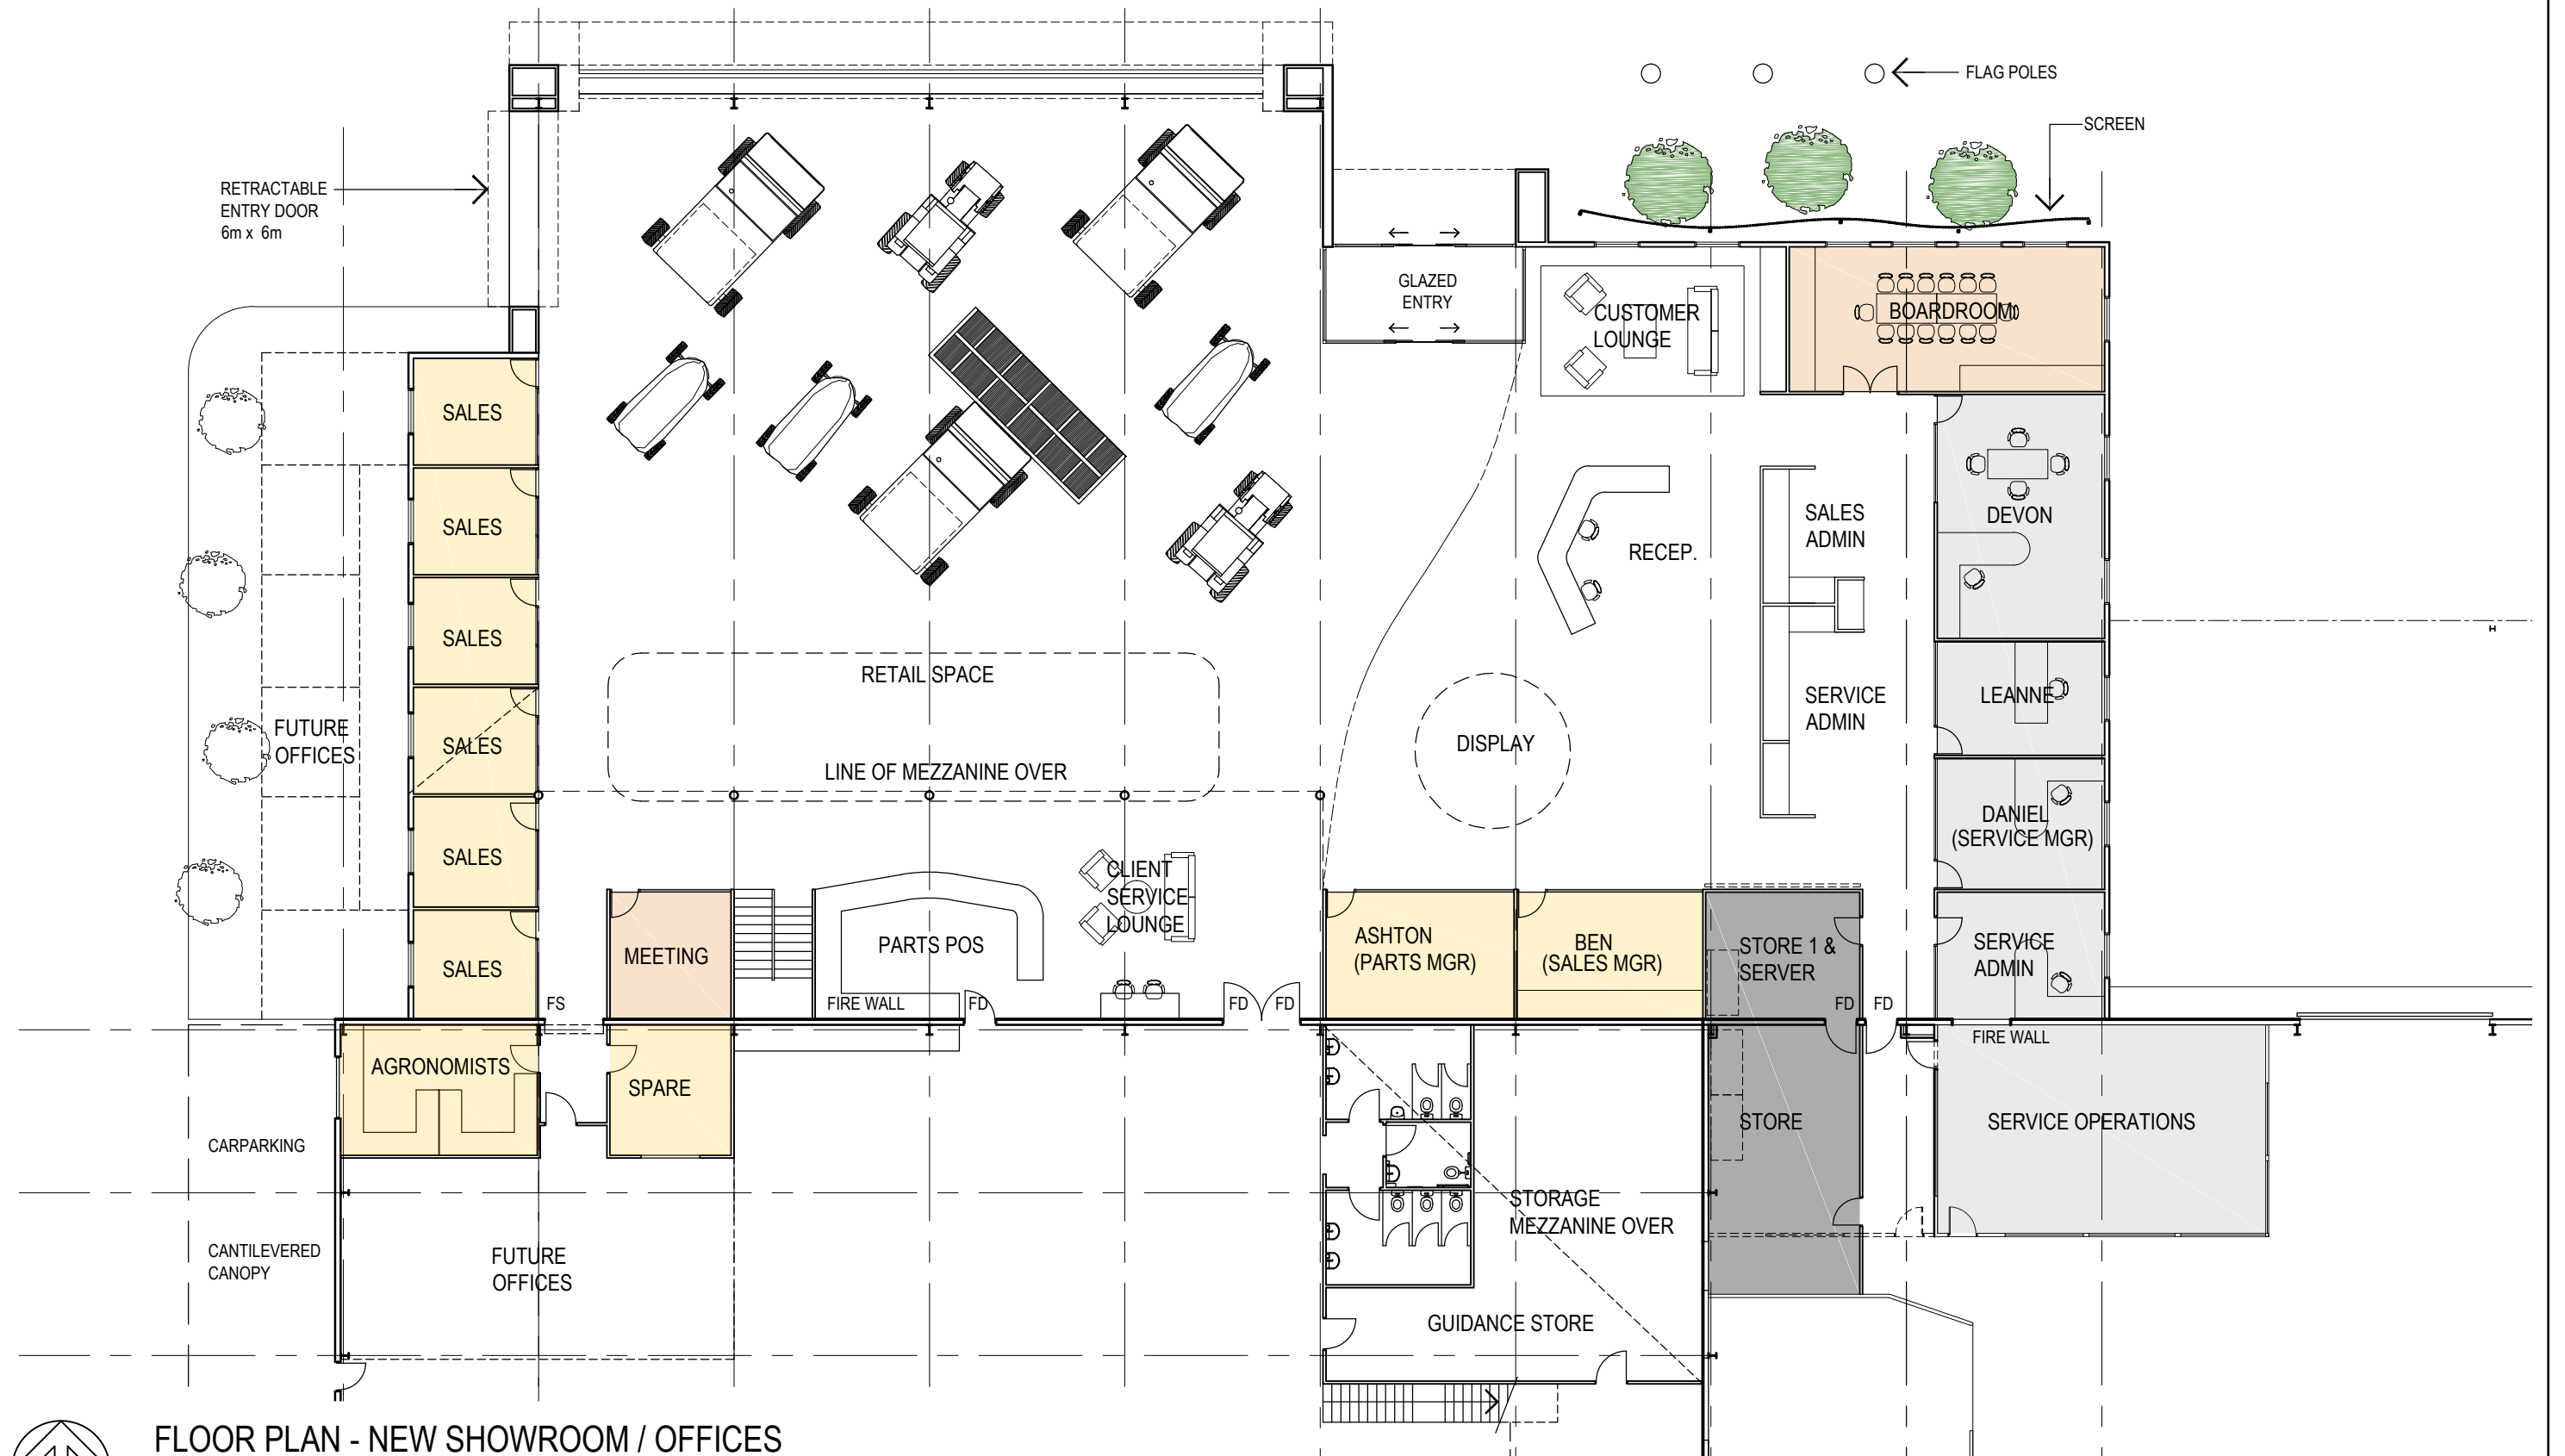 FLAG POLES
SCREEN
RETRACTABLE
ENTRY DOOR
6m x 6m
GLAZED
ENTRY
CUSTOMER
LOUNGE
BOARDROOM
SALES
SALES
SALES
SALES
SALES
SALES
FUTURE
OFFICES
RETAIL SPACE
LINE OF MEZZANINE OVER
RECEP.
DISPLAY
SALES
ADMIN
SERVICE
ADMIN
DEVON
LEANNE
DANIEL
(SERVICE MGR)
SERVICE
ADMIN
CLIENT
SERVICE
LOUNGE
MEETING
PARTS POS
ASHTON
(PARTS MGR)
BEN
(SALES MGR)
STORE 1 &
SERVER
FS
FIRE WALL
FD
FD
FD
FD
FD
FIRE WALL
AGRONOMISTS
SPARE
CARPARKING
CANTILEVERED
CANOPY
FUTURE
OFFICES
STORE
SERVICE OPERATIONS
STORAGE
MEZZANINE OVER
GUIDANCE STORE
FLOOR PLAN - NEW SHOWROOM / OFFICES